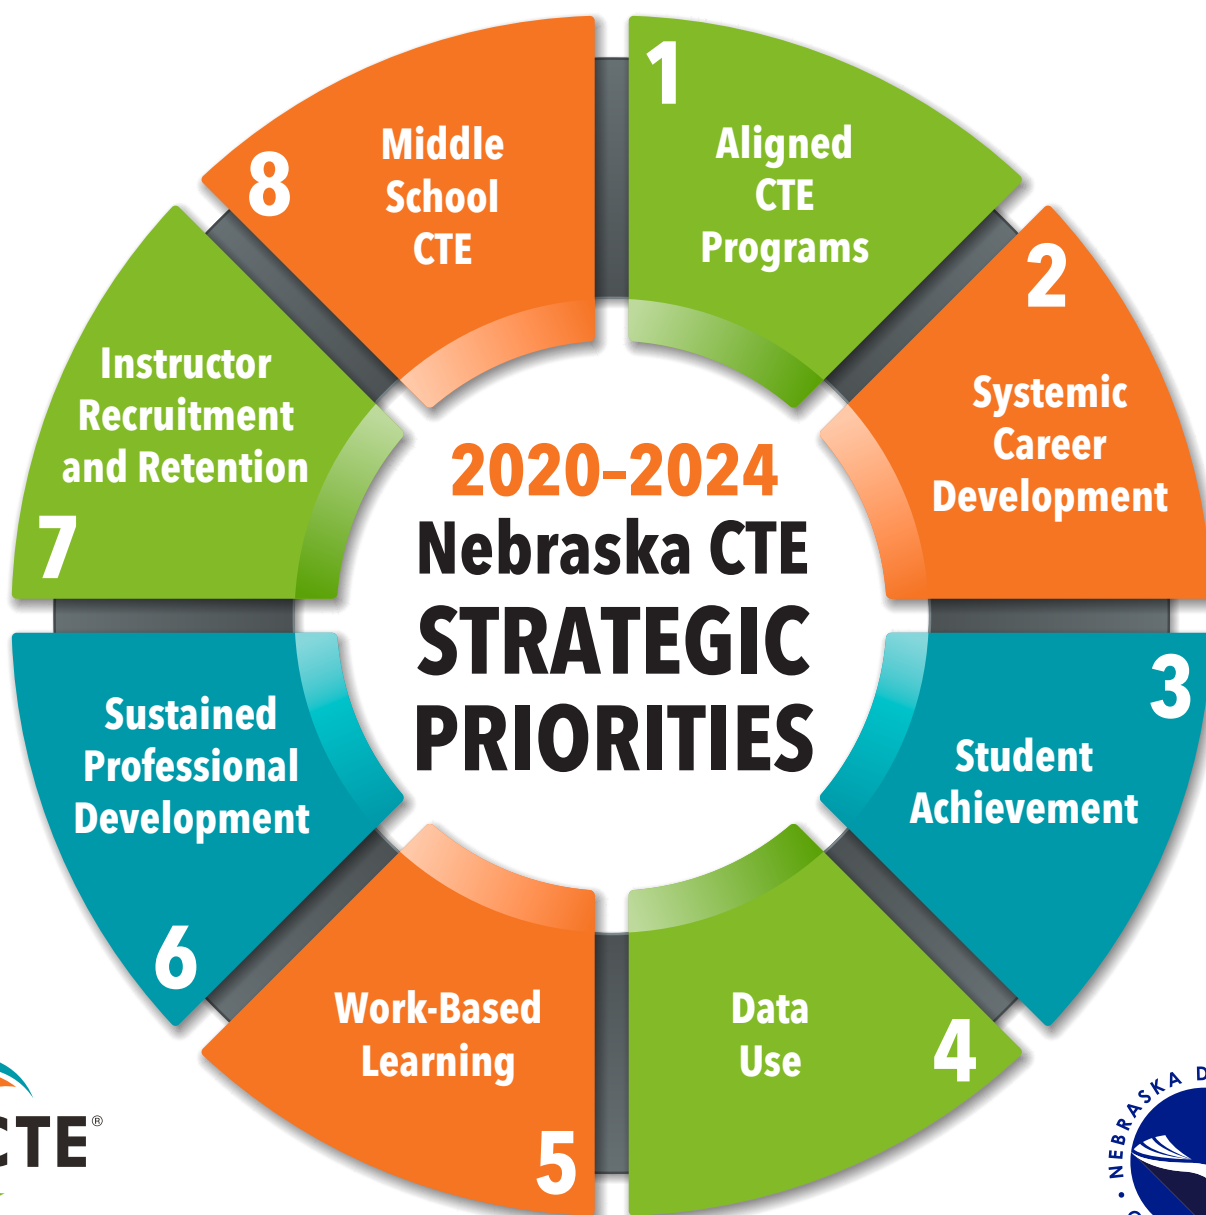 1
Aligned
CTE
Programs
2
Systemic
Career
Development
3
Student
Achievement
4
Data
Use
5
Work-Based
Learning
6
Sustained
Professional
Development
7
Instructor
Recruitment
and Retention
8
Middle
School
CTE
2020–2024
Nebraska CTE
STRATEGIC
PRIORITIES
CTE®
• NEBRASKA D